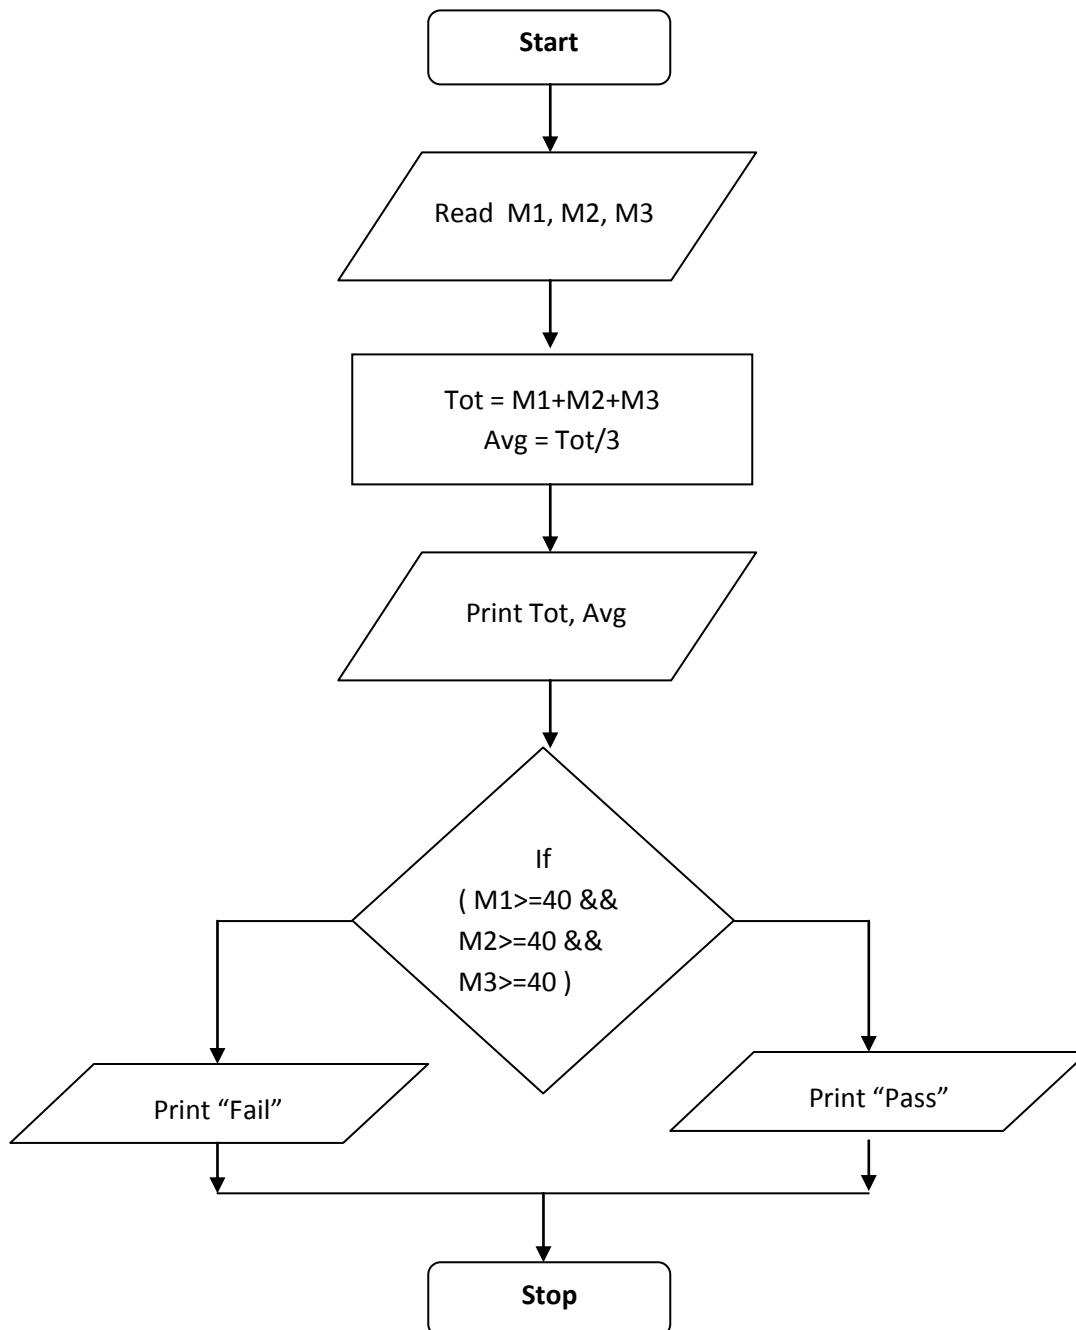 Start
Read  M1, M2, M3
Tot = M1+M2+M3
Avg = Tot/3
Print Tot, Avg
If
( M1>=40 &&
M2>=40 &&
M3>=40 )
Print “Fail”
Print “Pass”
Stop